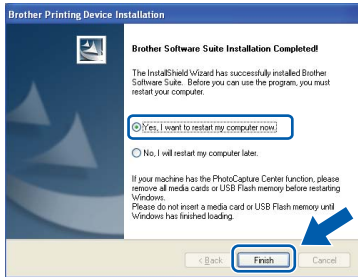 Brother Printing Device Installation
Brother Software Suite Installation Completed!
The InstallShield Wizard has successfully installed Brother
Software Suite. Before you can use the program, you must
restart your computer.
Yes, I want to restart my computer now.
No, I will restart my computer later.
If your machine has the PhotoCapture Center function, please
remove all media cards or USB Flash memory before restarting
Windows.
Please do not insert a media card or USB Flash memory until
Windows has finished loading.
< Back
Finish
Cancel